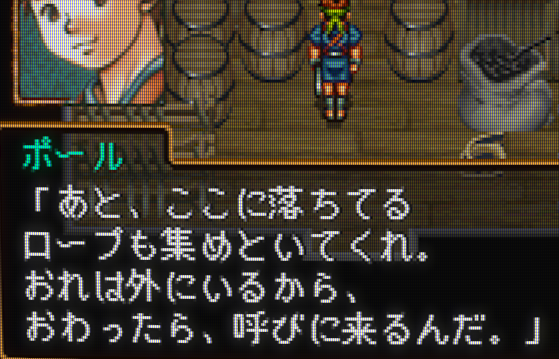 ポール
「あと、ここに落ちてる
ロープも集めといてくれ。
おれは外にいるから、
おわったら、呼びに来るんだ。」